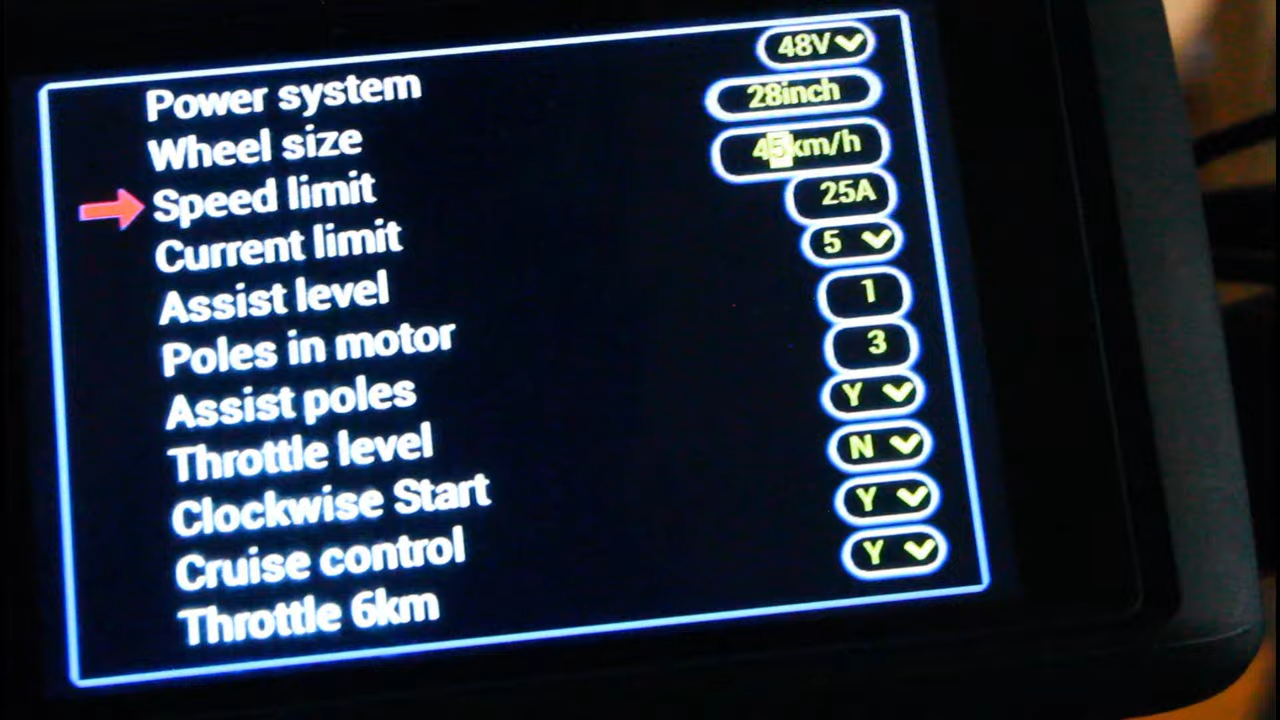 Power system 48V
Wheel size 28inch
Speed limit 45km/h
Current limit 25A
Assist level 5
Poles in motor 1
Assist poles 3
Throttle level Y
Clockwise Start N
Cruise control Y
Throttle 6km Y